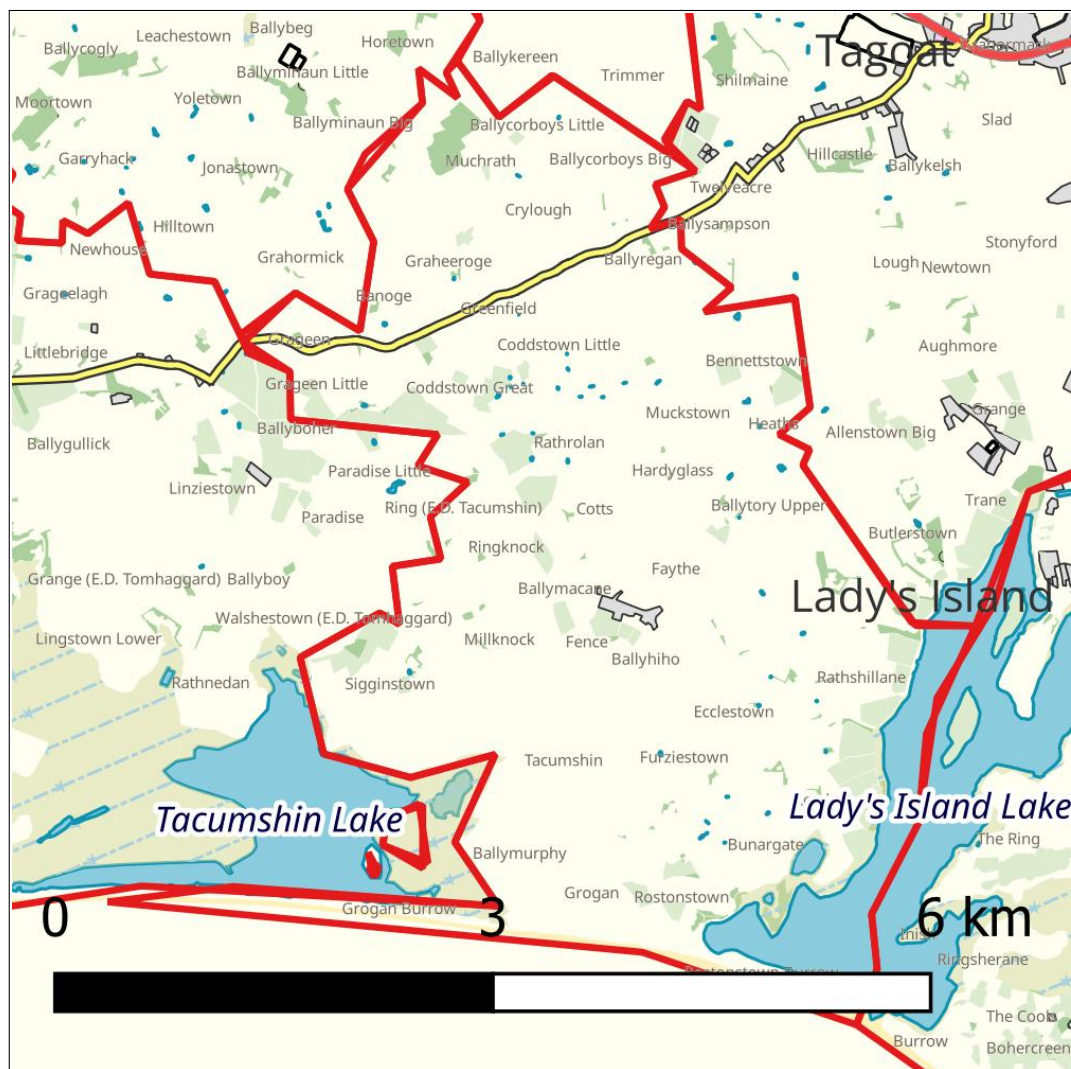 Ballybeg
Leachestown
Horetown
Tagoat
Ballycogly
Ballykereen
Ballyminaun Little
Trimmer
Shilmaine
Yoletown
Moortown
Ballyminaun Big
Ballycorboys Little
Slad
Garryhack
Jonastown
Muchrath
Ballycorboys Big
Hillcastle
Ballykelsh
Twelveacre
Crylough
Hilltown
Ballysampson
Newhouse
Stonyford
Grahormick
Graheeroge
Ballyregan
Lough
Newtown
Grageelagh
Banoge
Greenfield
Grageen
Littlebridge
Coddstown Little
Aughmore
Bennettstown
Grageen Little
Coddstown Great
Muckstown
Grange
Ballyboher
Heaths
Allenstown Big
Ballygullick
Rathrolan
Paradise Little
Hardyglass
Linziestown
Trane
Ring (E.D. Tacumshin)
Cotts
Ballytory Upper
Paradise
Butlerstown
Ringknock
Faythe
Grange (E.D. Tomhaggard)
Ballyboy
Ballymacane
Lady's Island
Walshestown (E.D. Tomhaggard)
Lingstown Lower
Millknock
Fence
Ballyhiho
Rathshillane
Rathnedan
Sigginstown
Ecclestown
Tacumshin
Furziestown
Lady's Island Lake
Tacumshin Lake
The Ring
Bunargate
Ballymurphy
Grogan
Rostonstown
Grogan Burrow
0 3 6 km
Ringsherane
Rostonstown Burrow
The Coob
Burrow
Bohercreen